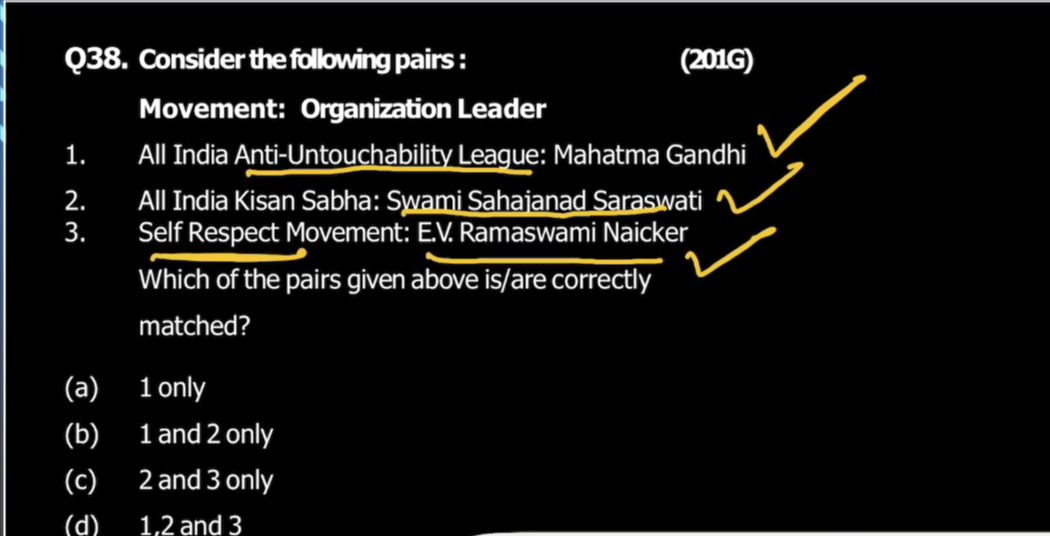 Q38. Consider the following pairs : (201G)
Movement: Organization Leader
1. All India Anti-Untouchability League: Mahatma Gandhi
2. All India Kisan Sabha: Swami Sahajanad Saraswati
3. Self Respect Movement: E.V. Ramaswami Naicker
Which of the pairs given above is/are correctly
matched?
(a) 1 only
(b) 1 and 2 only
(c) 2 and 3 only
(d) 1,2 and 3